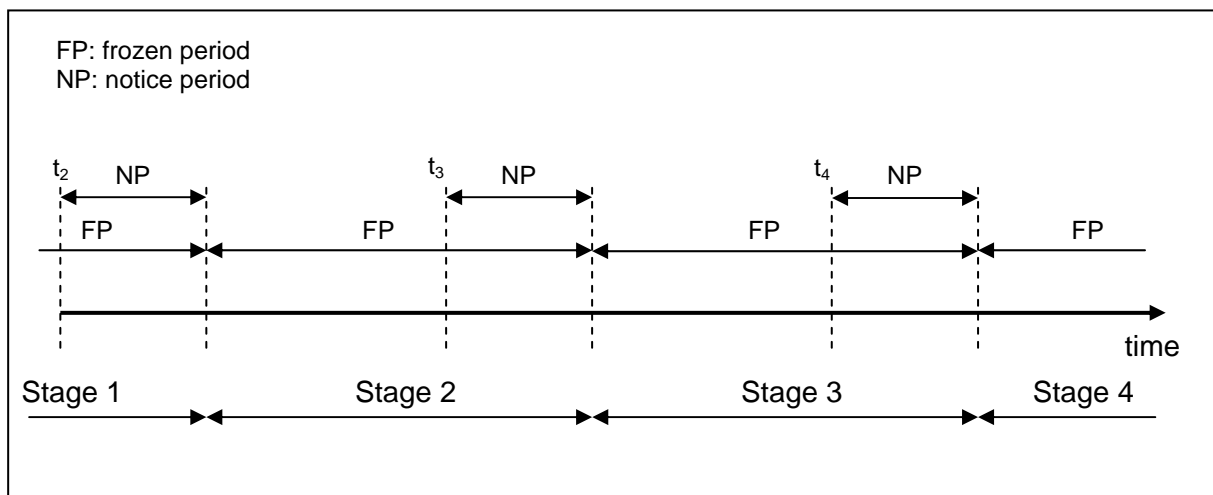 FP: frozen period
NP: notice period
t2 NP t3 NP t4 NP
FP FP FP FP
time
Stage 1 Stage 2 Stage 3 Stage 4